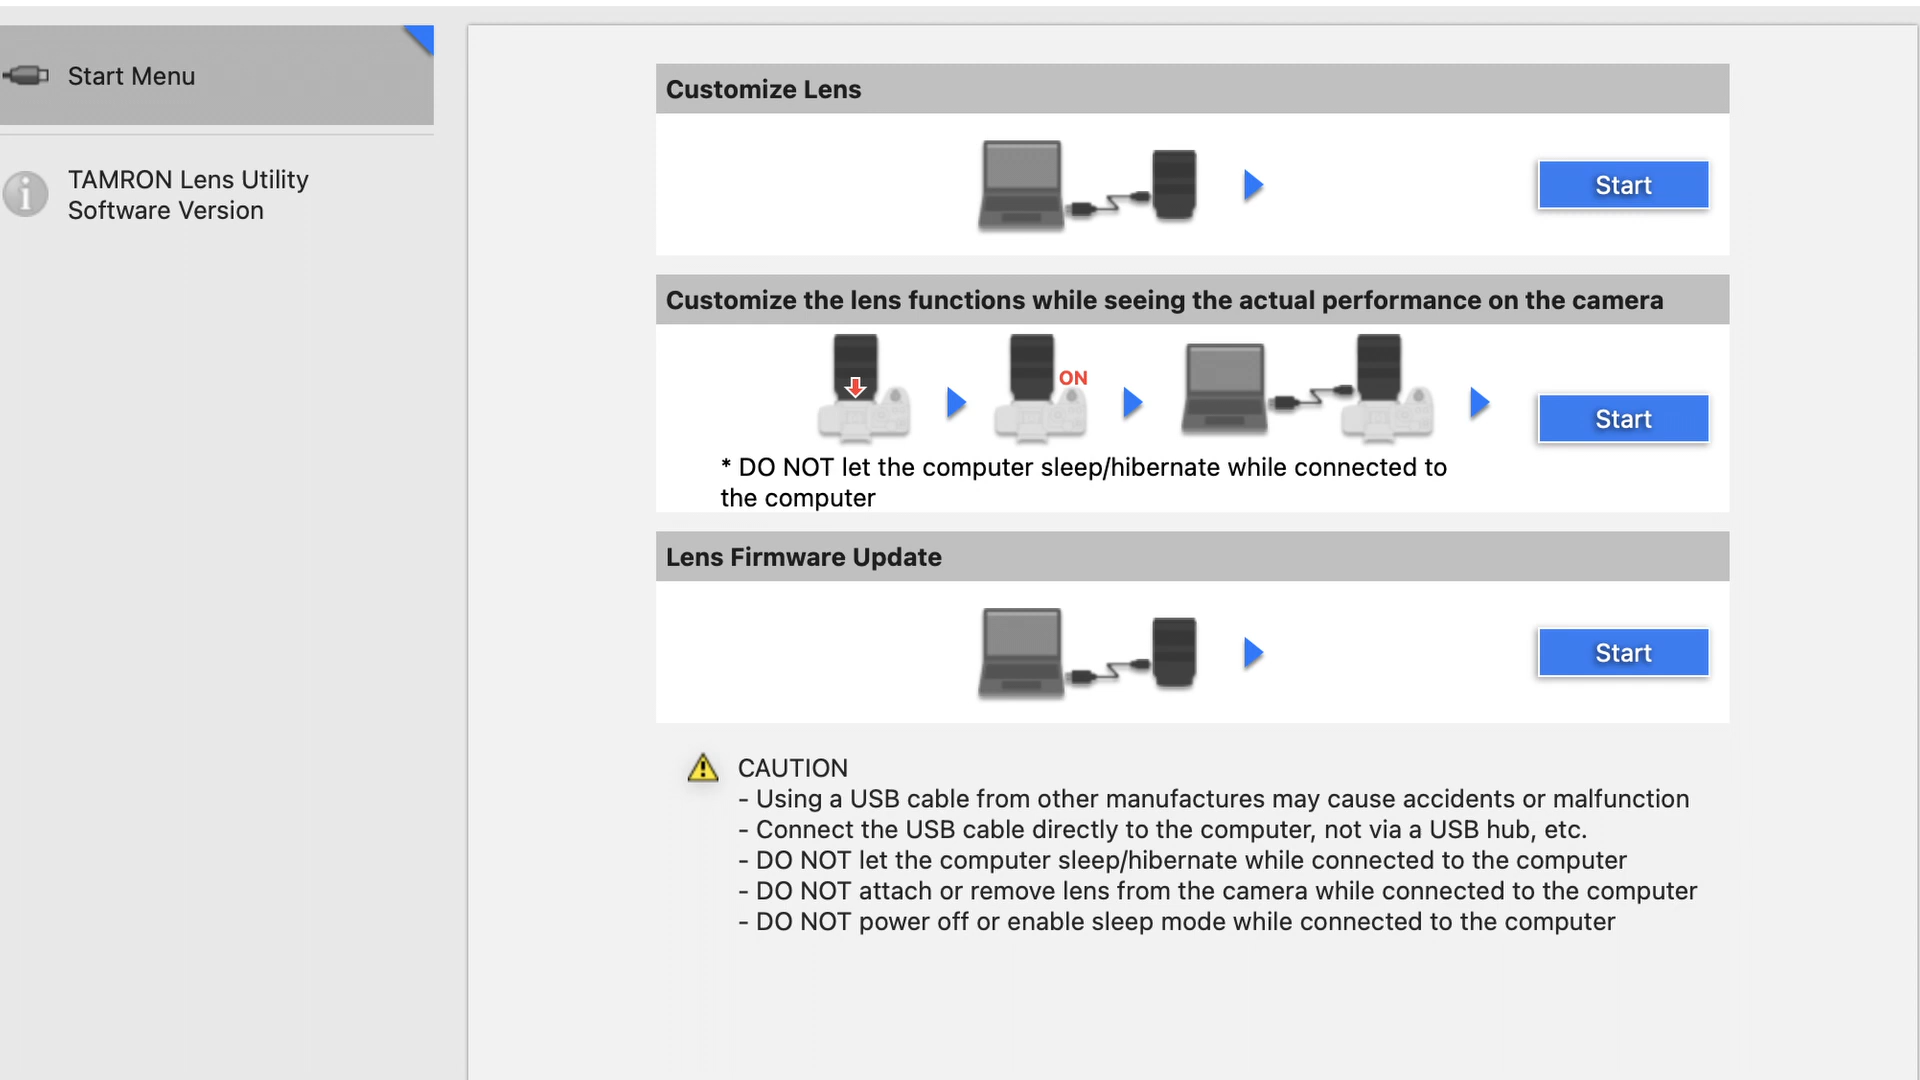 Start Menu
TAMRON Lens Utility
Software Version
Customize Lens
Start
Customize the lens functions while seeing the actual performance on the camera
ON
Start
* DO NOT let the computer sleep/hibernate while connected to
the computer
Lens Firmware Update
Start
CAUTION
- Using a USB cable from other manufactures may cause accidents or malfunction
- Connect the USB cable directly to the computer, not via a USB hub, etc.
- DO NOT let the computer sleep/hibernate while connected to the computer
- DO NOT attach or remove lens from the camera while connected to the computer
- DO NOT power off or enable sleep mode while connected to the computer